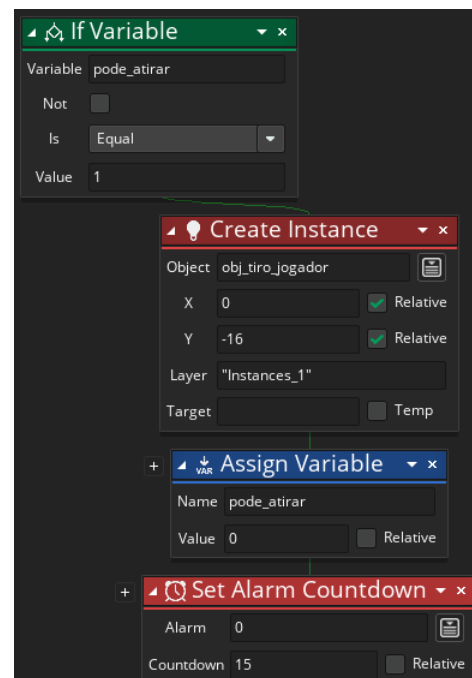 If Variable
Variable pode_atirar
Not
Is Equal
Value 1
Create Instance
Object obj_tiro_jogador
X 0 Relative
Y -16 Relative
Layer "Instances_1"
Target Temp
+ VAR Assign Variable
Name pode_atirar
Value 0 Relative
+ Set Alarm Countdown
Alarm 0
Countdown 15 Relative